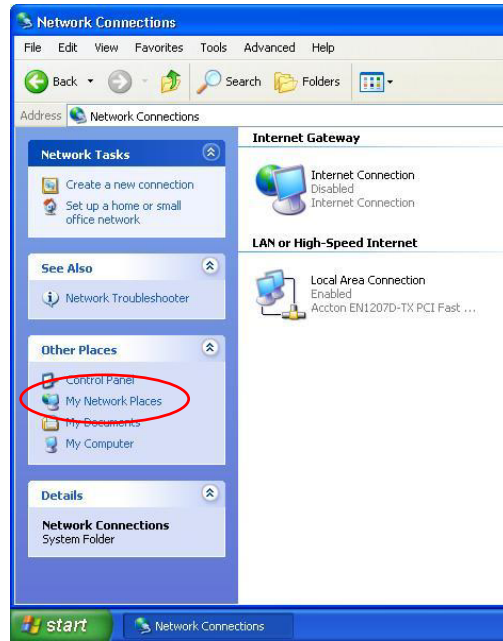 Network Connections
File Edit View Favorites Tools Advanced Help
Back Search Folders
Address Network Connections
Network Tasks
Create a new connection
Set up a home or small
office network
See Also
Network Troubleshooter
Other Places
Control Panel
My Network Places
My Documents
My Computer
Details
Network Connections
System Folder
Internet Gateway
Internet Connection
Disabled
Internet Connection
LAN or High-Speed Internet
Local Area Connection
Enabled
Accton EN1207D-TX PCI Fast ...
start Network Connections